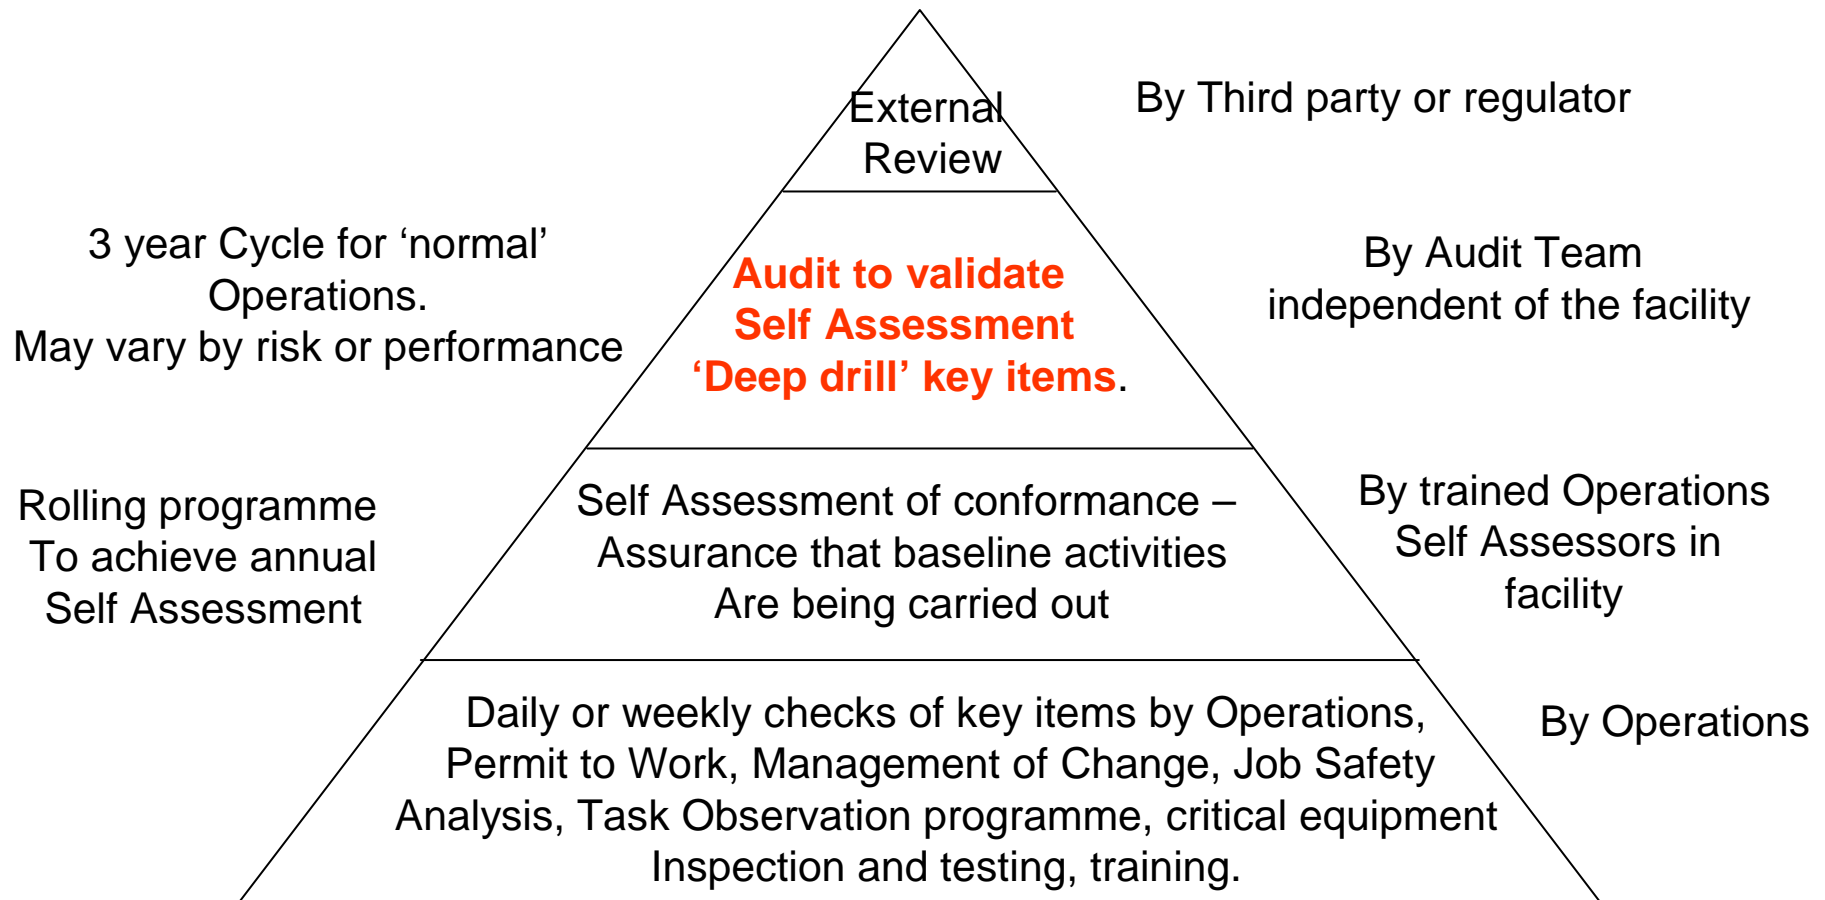 External
Review
By Third party or regulator
3 year Cycle for ‘normal’
Operations.
May vary by risk or performance
Audit to validate
Self Assessment
‘Deep drill’ key items.
By Audit Team
independent of the facility
Rolling programme
To achieve annual
Self Assessment
Self Assessment of conformance –
Assurance that baseline activities
Are being carried out
By trained Operations
Self Assessors in
facility
Daily or weekly checks of key items by Operations,
Permit to Work, Management of Change, Job Safety
Analysis, Task Observation programme, critical equipment
Inspection and testing, training.
By Operations